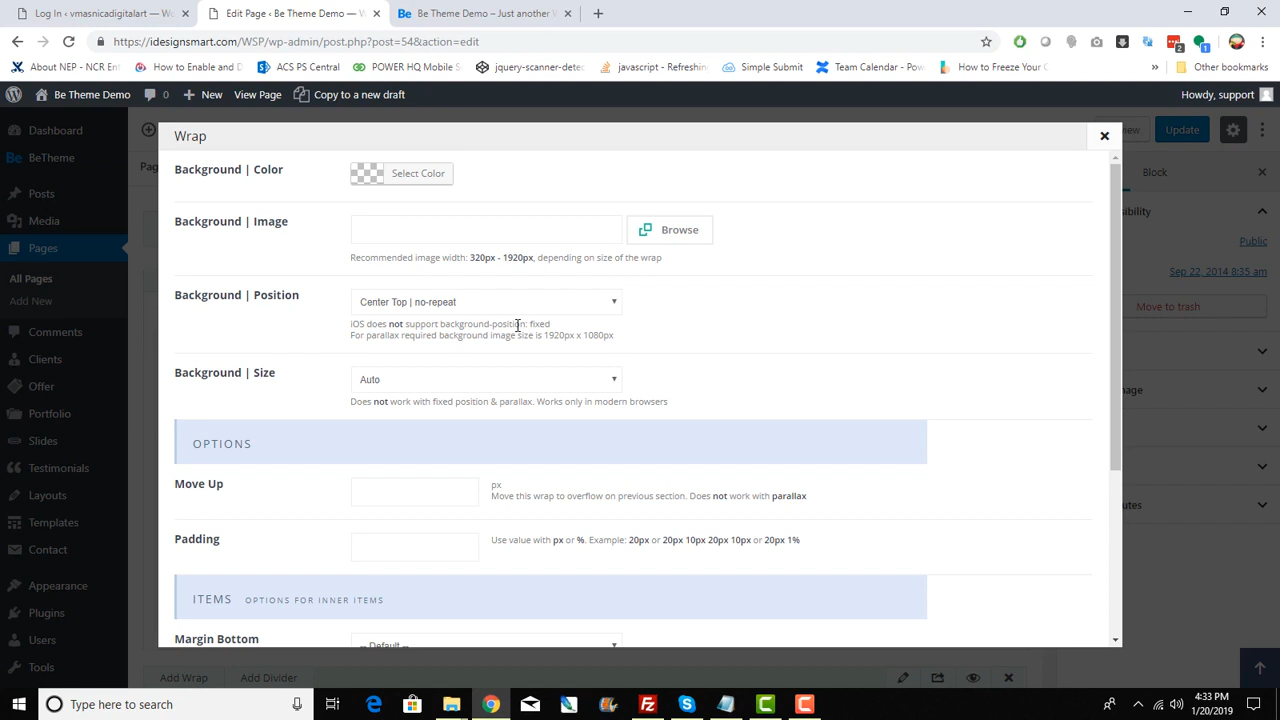 Log In ‹ vmasnicadigitalart — Wo
Edit Page ‹ Be Theme Demo — W
Be Be Theme Demo – Just another V
https://idesignsmart.com/WSP/wp-admin/post.php?post=54&action=edit
About NEP - NCR Ent
How to Enable and D
ACS PS Central
POWER HQ Mobile S
jquery-scanner-detec
javascript - Refreshing
Simple Submit
Team Calendar - Pow
How to Freeze Your C
»
Other bookmarks
Be Theme Demo
0
New
View Page
Copy to a new draft
Howdy, support
Dashboard
Be BeTheme
Posts
Media
Pages
All Pages
Add New
Comments
Clients
Offer
Portfolio
Slides
Testimonials
Layouts
Templates
Contact
Appearance
Plugins
Users
Tools
Wrap
Background | Color
Select Color
Background | Image
Browse
Recommended image width: 320px - 1920px, depending on size of the wrap
Background | Position
Center Top | no-repeat
iOS does not support background-position: fixed
For parallax required background image size is 1920px x 1080px
Background | Size
Auto
Does not work with fixed position & parallax. Works only in modern browsers
OPTIONS
Move Up
px
Move this wrap to overflow on previous section. Does not work with parallax
Padding
Use value with px or %. Example: 20px or 20px 10px 20px 10px or 20px 1%
ITEMS OPTIONS FOR INNER ITEMS
Margin Bottom
-- Default --
Update
Block
Public
Sep 22, 2014 8:35 am
Move to trash
Add Wrap
Add Divider
Type here to search
4:33 PM
1/20/2019